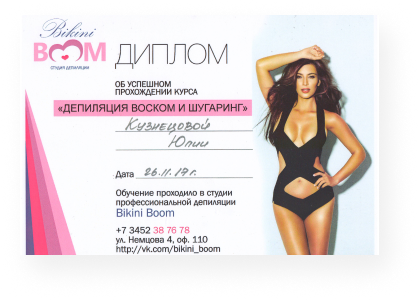 Bikini
BOOM
СТУДИЯ ДЕПИЛЯЦИИ
ДИПЛОМ
ОБ УСПЕШНОМ
ПРОХОЖДЕНИИ КУРСА
«ДЕПИЛЯЦИЯ ВОСКОМ И ШУГАРИНГ»
Кузнецовой
Юлии
Дата 26.11.17 г.
Обучение проходило в студии
профессиональной депиляции
Bikini Boom
+7 3452 38 76 78
ул. Немцова 4, оф. 110
http://vk.com/bikini_boom